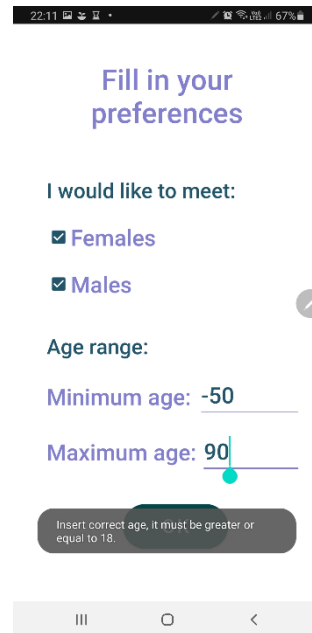 22:11 67%
Fill in your
preferences
I would like to meet:
Females
Males
Age range:
Minimum age: -50
Maximum age: 90
Insert correct age, it must be greater or
equal to 18.